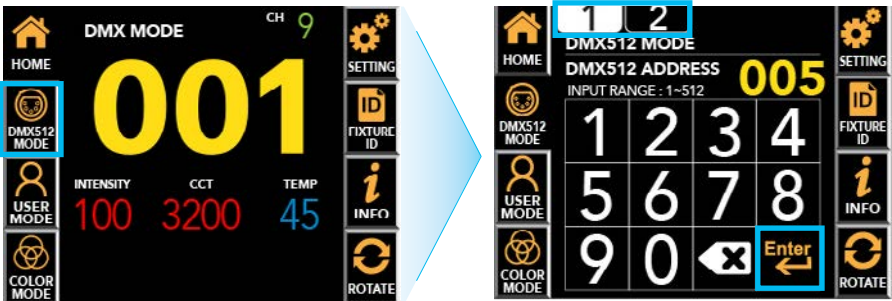 HOME
DMX512
MODE
USER
MODE
COLOR
MODE
DMX MODE
CH 9
001
INTENSITY
100
CCT
3200
TEMP
45
SETTING
ID
FIXTURE
ID
i
INFO
ROTATE
HOME
DMX512
MODE
USER
MODE
COLOR
MODE
1 2
DMX512 MODE
DMX512 ADDRESS
INPUT RANGE : 1~512
005
1 2 3 4
5 6 7 8
9 0 x Enter
SETTING
ID
FIXTURE
ID
i
INFO
ROTATE